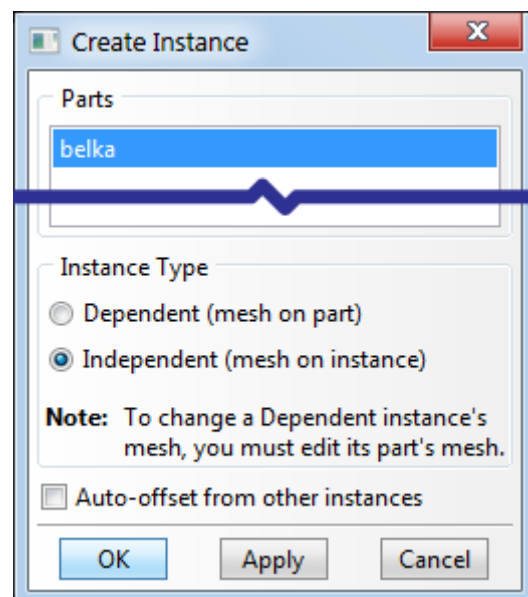 Create Instance
Parts
belka
Instance Type
Dependent (mesh on part)
Independent (mesh on instance)
Note: To change a Dependent instance's
mesh, you must edit its part's mesh.
Auto-offset from other instances
OK Apply Cancel